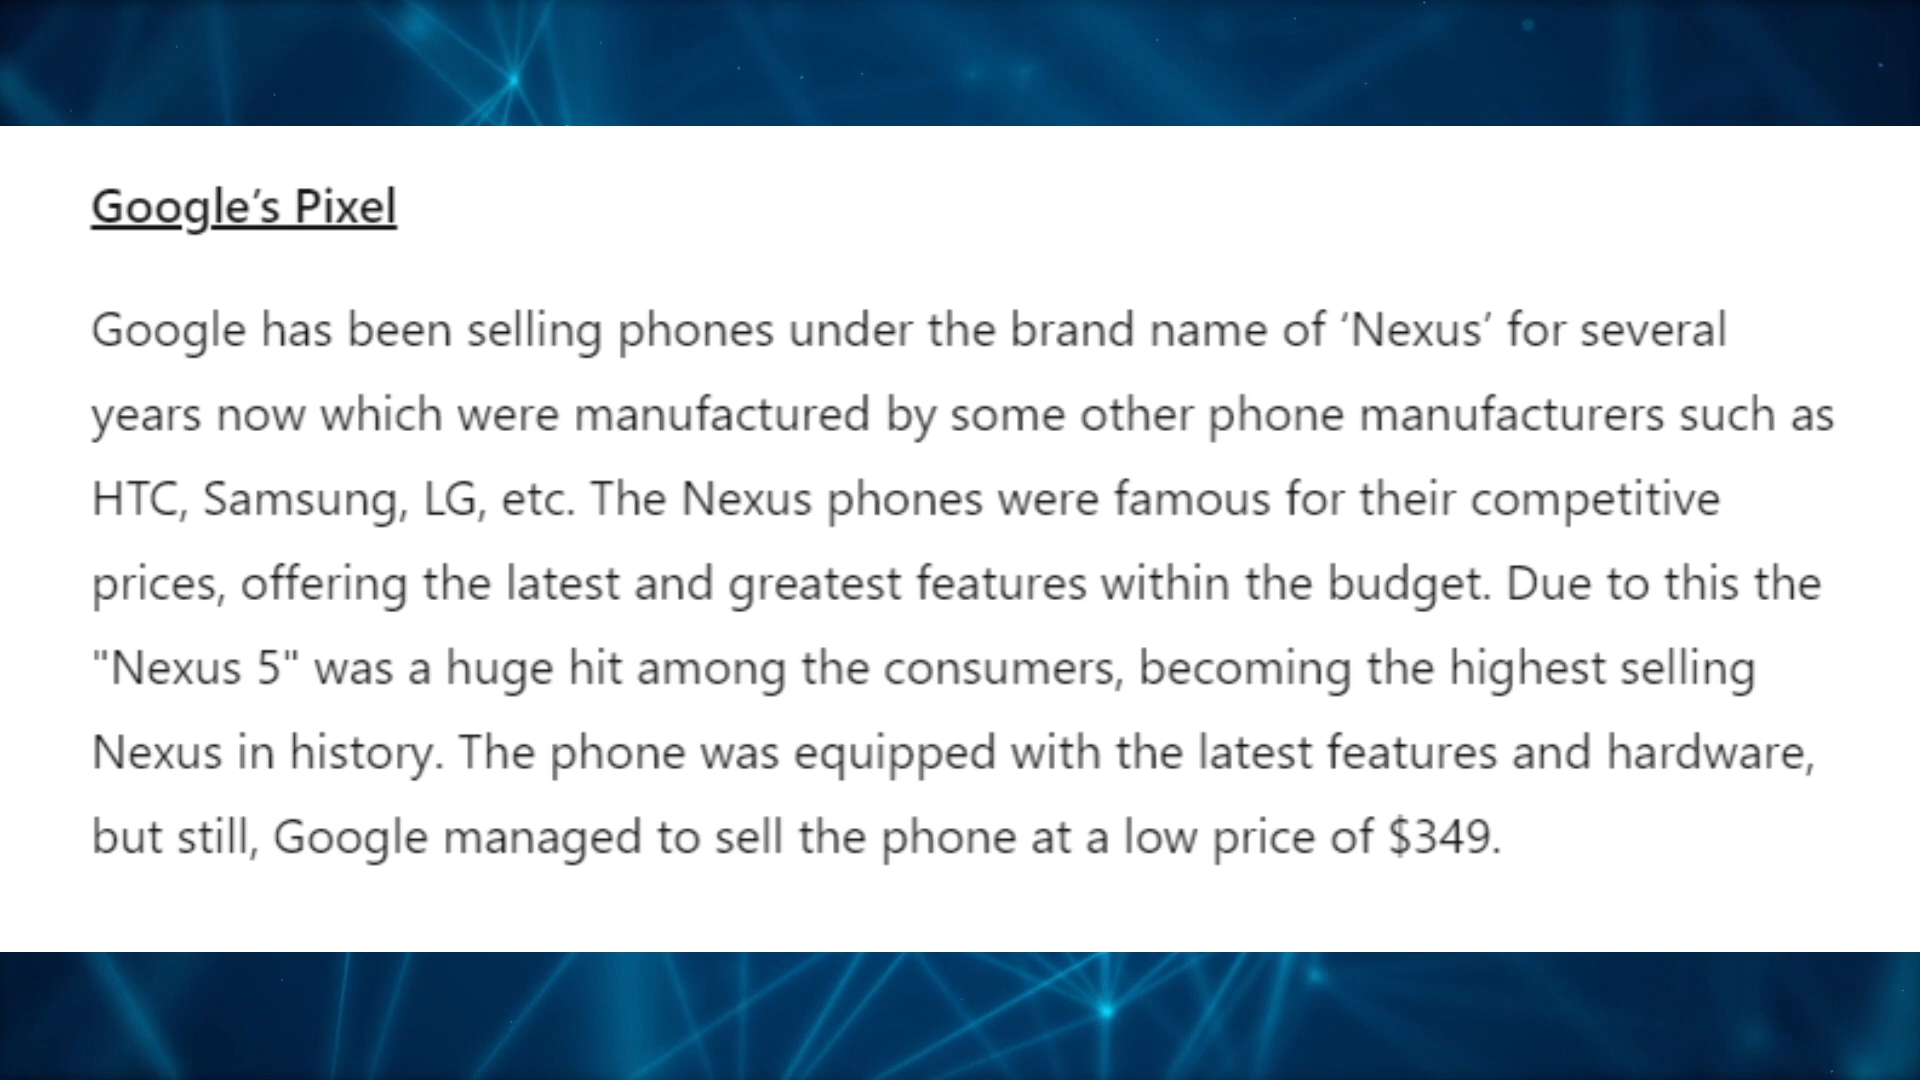 Google’s Pixel
Google has been selling phones under the brand name of ‘Nexus’ for several
years now which were manufactured by some other phone manufacturers such as
HTC, Samsung, LG, etc. The Nexus phones were famous for their competitive
prices, offering the latest and greatest features within the budget. Due to this the
"Nexus 5" was a huge hit among the consumers, becoming the highest selling
Nexus in history. The phone was equipped with the latest features and hardware,
but still, Google managed to sell the phone at a low price of $349.